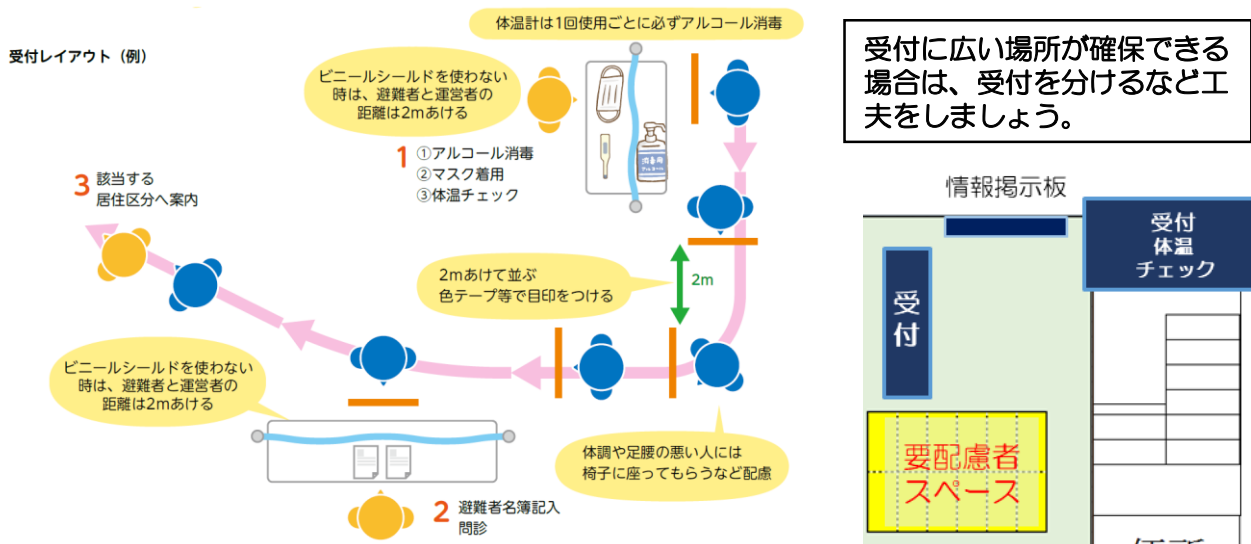 受付レイアウト（例）
体温計は1回使用ごとに必ずアルコール消毒
ビニールシールドを使わない
時は、避難者と運営者の
距離は2mあける
1
①アルコール消毒
②マスク着用
③体温チェック
消毒用
アルコール
3 該当する
居住区分へ案内
2mあけて並ぶ
色テープ等で目印をつける
2m
ビニールシールドを使わない
時は、避難者と運営者の
距離は2mあける
体調や足腰の悪い人には
椅子に座ってもらうなど配慮
2 避難者名簿記入
問診
受付に広い場所が確保できる
場合は、受付を分けるなど工
夫をしましょう。
情報掲示板
受付
体温
チェック
受付
要配慮者
スペース